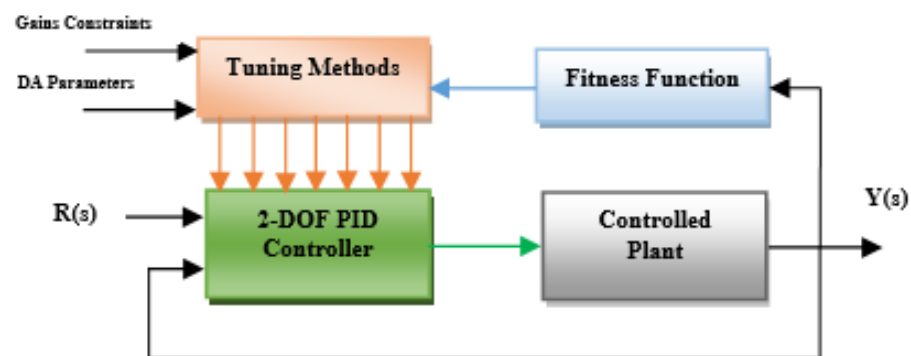 Gains Constraints
DA Parameters
Tuning Methods
Fitness Function
R(s)
2-DOF PID
Controller
Controlled
Plant
Y(s)